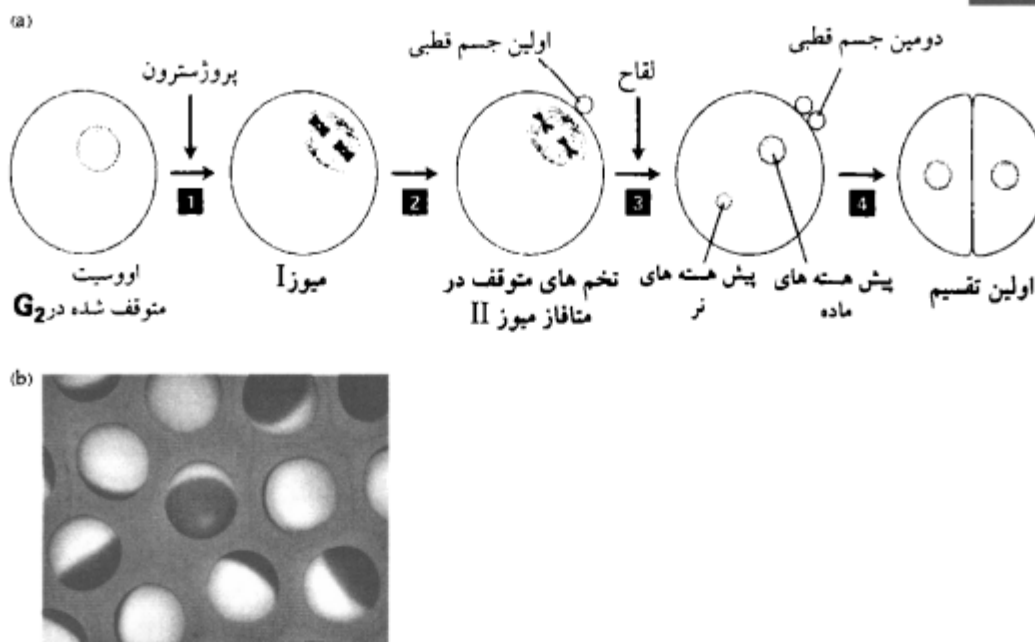 (a)
پروژسترون
اولین جسم قطبی
لقاح
دومین جسم قطبی
1
2
3
4
اووسیت
متوقف شده در G2
میوز I
تخم های متوقف در
متافاز میوز II
پیش هسته های
نر
پیش هسته های
ماده
اولین تقسیم
(b)